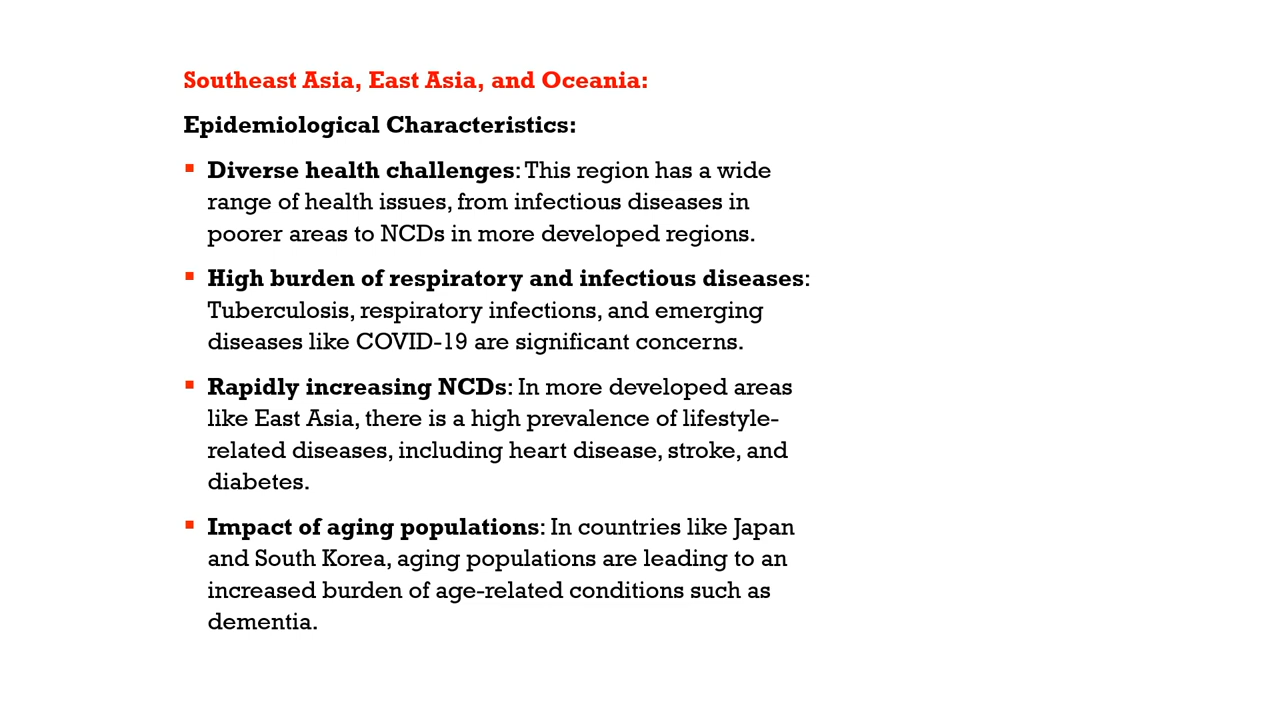 Southeast Asia, East Asia, and Oceania:
Epidemiological Characteristics:
▪ Diverse health challenges: This region has a wide
range of health issues, from infectious diseases in
poorer areas to NCDs in more developed regions.
▪ High burden of respiratory and infectious diseases:
Tuberculosis, respiratory infections, and emerging
diseases like COVID-19 are significant concerns.
▪ Rapidly increasing NCDs: In more developed areas
like East Asia, there is a high prevalence of lifestyle-
related diseases, including heart disease, stroke, and
diabetes.
▪ Impact of aging populations: In countries like Japan
and South Korea, aging populations are leading to an
increased burden of age-related conditions such as
dementia.